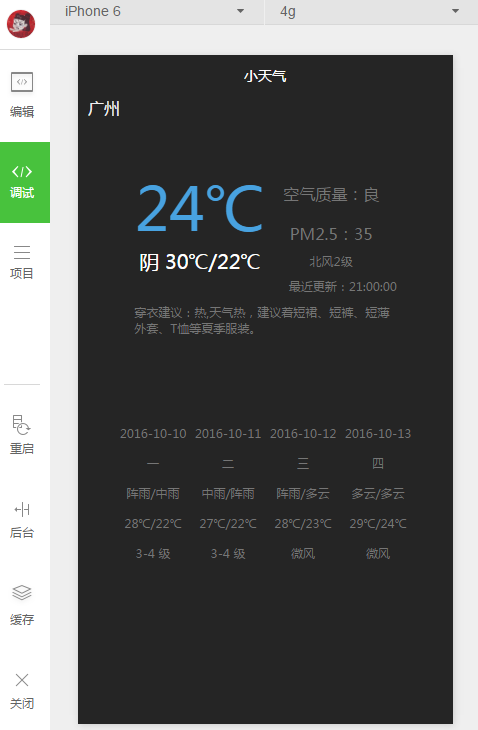 iPhone 6
4g
编辑
调试
项目
重启
后台
缓存
关闭
小天气
广州
24℃
空气质量：良
PM2.5：35
阴 30℃/22℃
北风2级
最近更新：21:00:00
穿衣建议：热,天气热，建议着短裙、短裤、短薄
外套、T恤等夏季服装。
2016-10-10 2016-10-11 2016-10-12 2016-10-13
一 二 三 四
阵雨/中雨 中雨/阵雨 阵雨/多云 多云/多云
28℃/22℃ 27℃/22℃ 28℃/23℃ 29℃/24℃
3-4 级 3-4 级 微风 微风